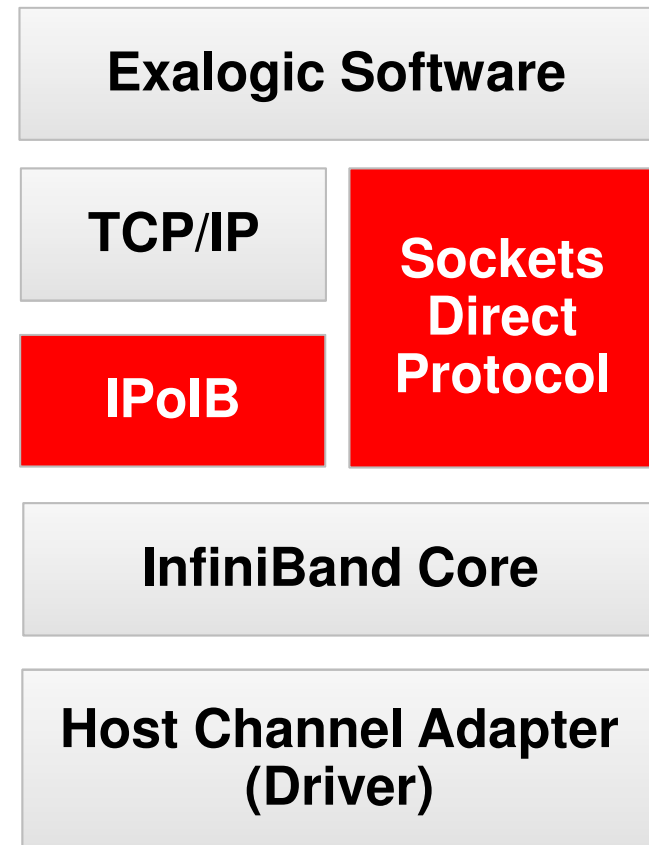 Exalogic Software
TCP/IP
Sockets
Direct
Protocol
IPoIB
InfiniBand Core
Host Channel Adapter
(Driver)